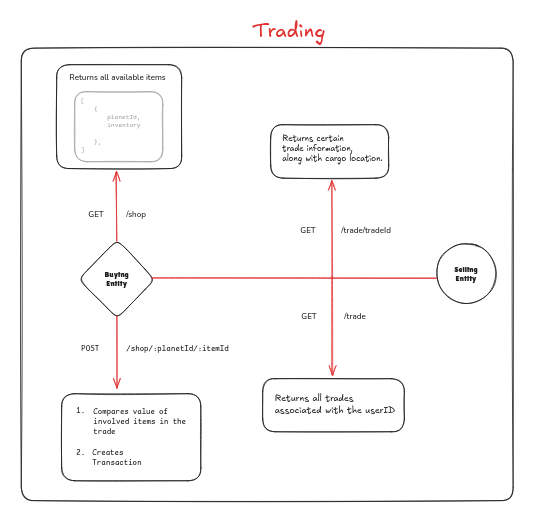 Trading
Returns all available items
[
{
planetId,
inventory
},
]
GET /shop
Buying
Entity
POST /shop/:planetId/:itemId
1. Compares value of
involved items in the
trade
2. Creates
Transaction
Returns certain
trade information,
along with cargo location.
GET /trade/tradeId
GET /trade
Returns all trades
associated with the userID
Selling
Entity